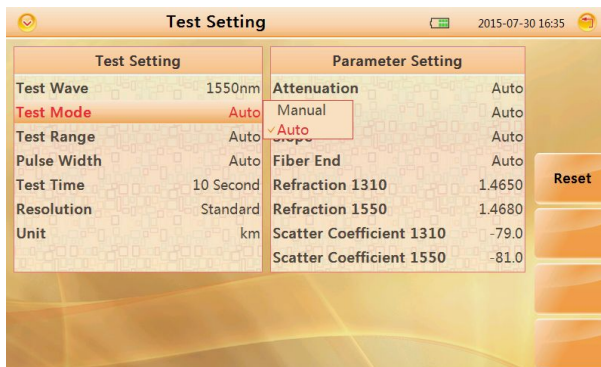 Test Setting 2015-07-30 16:35
Test Setting
Test Wave 1550nm
Test Mode Auto
Test Range Auto
Pulse Width Auto
Test Time 10 Second
Resolution Standard
Unit km
Parameter Setting
Attenuation Auto
Manual Auto
✓Auto
Auto
Fiber End Auto
Refraction 1310 1.4650
Refraction 1550 1.4680
Scatter Coefficient 1310 -79.0
Scatter Coefficient 1550 -81.0
Reset